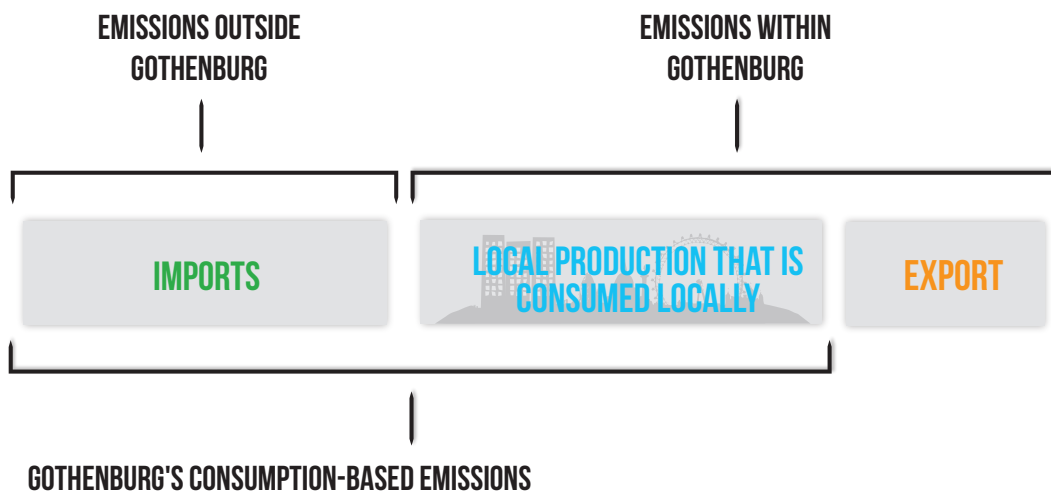 EMISSIONS OUTSIDE
GOTHENBURG
EMISSIONS WITHIN
GOTHENBURG
IMPORTS
LOCAL PRODUCTION THAT IS
CONSUMED LOCALLY
EXPORT
GOTHENBURG'S CONSUMPTION-BASED EMISSIONS